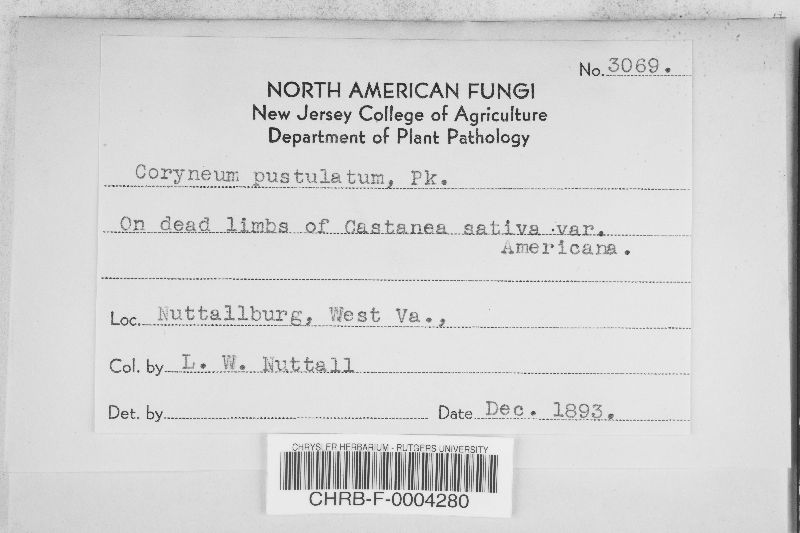 No. 3069.
NORTH AMERICAN FUNGI
New Jersey College of Agriculture
Department of Plant Pathology
Coryneum pustulatum, Pk.
On dead limbs of Castanea sativa var.
Americana.
Loc. Nuttallburg, West Va.,
Col. by L. W. Nuttall
Det. by Date Dec. 1893.
CHRYSLER HERBARIUM - RUTGERS UNIVERSITY
CHRB-F-0004280